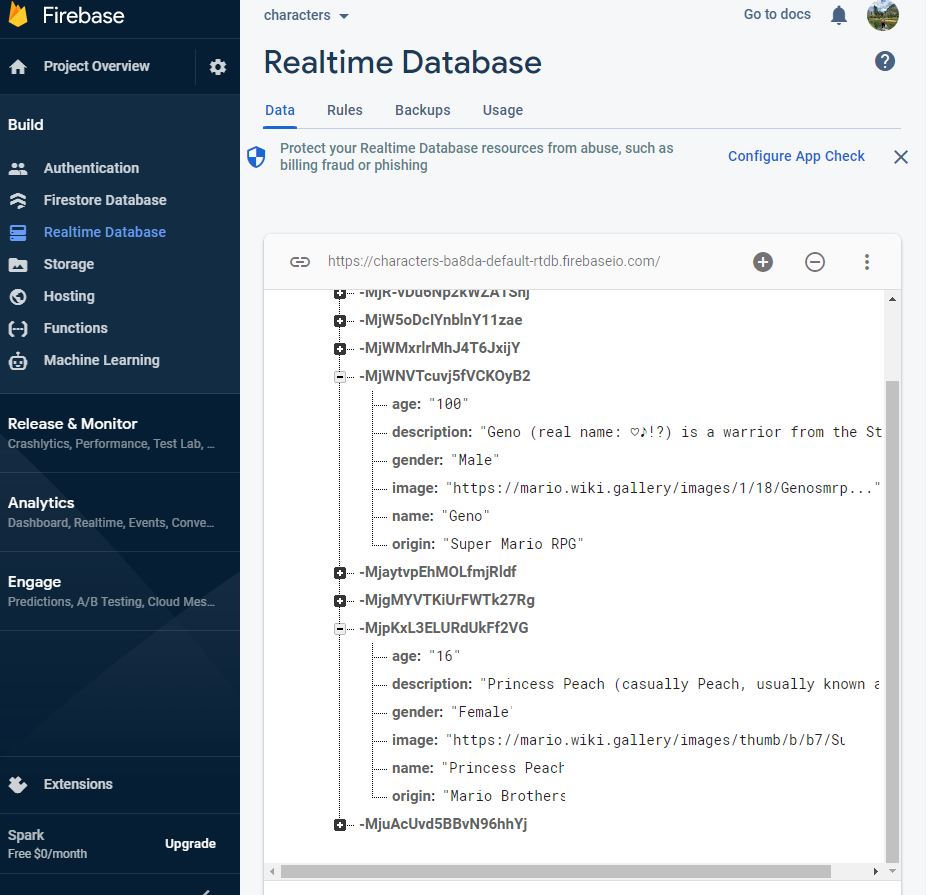 Firebase
Project Overview
Build
Authentication
Firestore Database
Realtime Database
Storage
Hosting
Functions
Machine Learning
Release & Monitor
Crashlytics, Performance, Test Lab, ...
Analytics
Dashboard, Realtime, Events, Conve...
Engage
Predictions, A/B Testing, Cloud Mes...
Extensions
Spark
Free $0/month
Upgrade
characters
Go to docs
Realtime Database
Data Rules Backups Usage
Protect your Realtime Database resources from abuse, such as
billing fraud or phishing
Configure App Check
https://characters-ba8da-default-rtdb.firebaseio.com/
-MjW5oDcIYnblnY11zae
-MjWMxrlrMhJ4T6JxijY
-MjWNVTcuvj5fVCKOyB2
age: "100"
description: "Geno (real name: ♡♪!?) is a warrior from the St
gender: "Male"
image: "https://mario.wiki.gallery/images/1/18/Genosmrp..."
name: "Geno"
origin: "Super Mario RPG"
-MjaytvpEhMOLfmjRldf
-MjgMYVTKiUrFWTk27Rg
-MjpKxL3ELURdUkFf2VG
age: "16"
description: "Princess Peach (casually Peach, usually known a
gender: "Female"
image: "https://mario.wiki.gallery/images/thumb/b/b7/Su
name: "Princess Peach
origin: "Mario Brothers
-MjuAcUvd5BBvN96hhYj